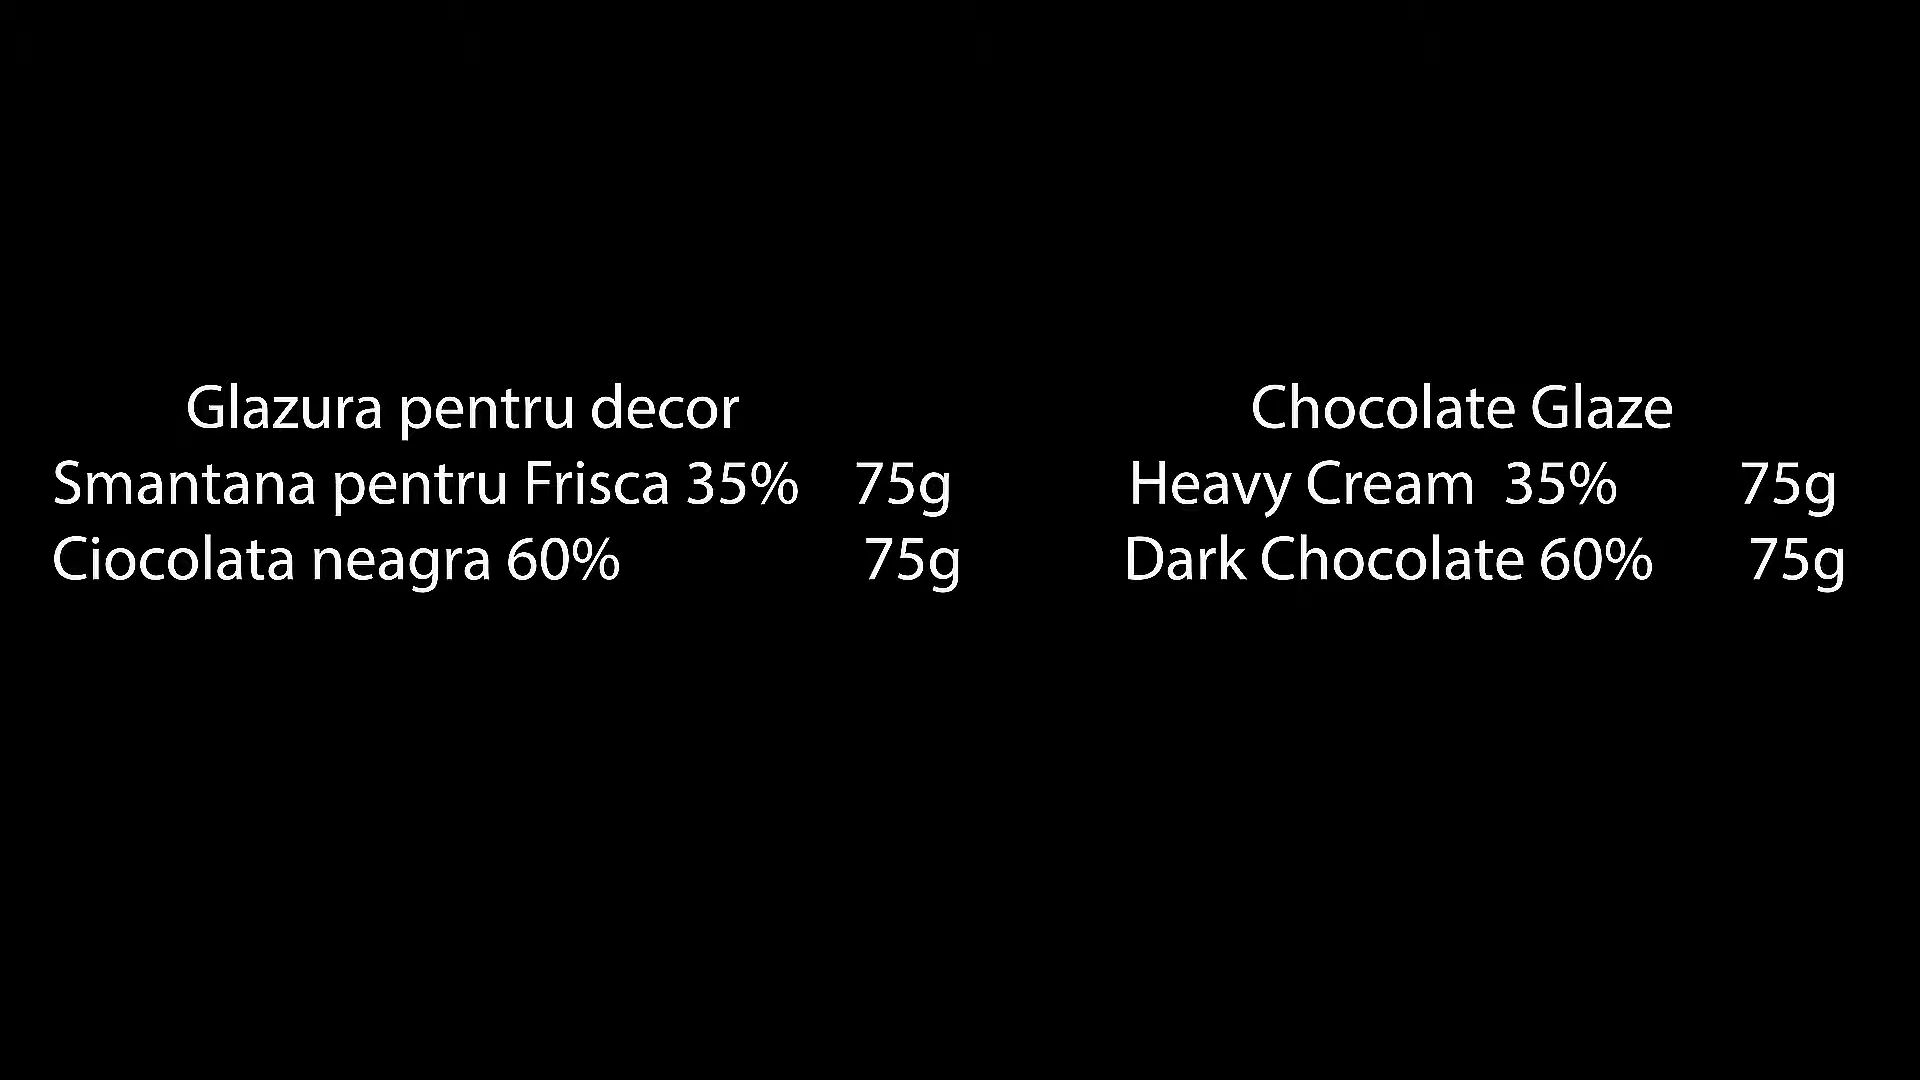 Glazura pentru decor
Smantana pentru Frisca 35% 75g
Ciocolata neagra 60% 75g
Chocolate Glaze
Heavy Cream 35% 75g
Dark Chocolate 60% 75g